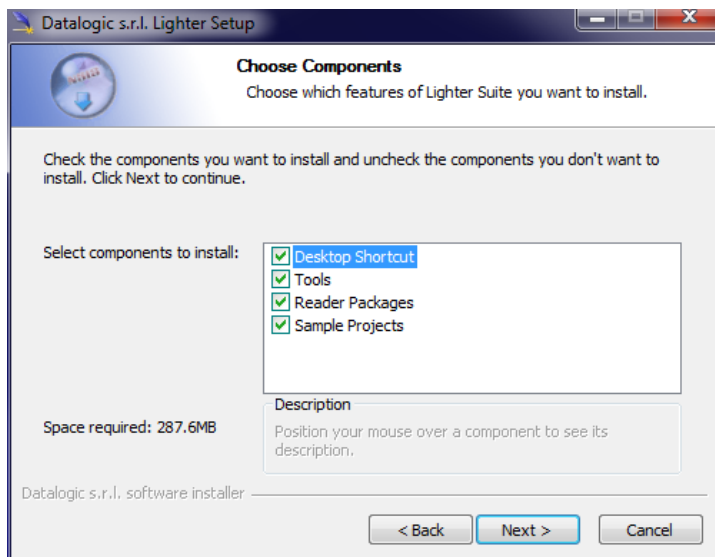 Datalogic s.r.l. Lighter Setup
Choose Components
Choose which features of Lighter Suite you want to install.
Check the components you want to install and uncheck the components you don't want to
install. Click Next to continue.
Select components to install:
Desktop Shortcut
Tools
Reader Packages
Sample Projects
Space required: 287.6MB
Description
Position your mouse over a component to see its
description.
Datalogic s.r.l. software installer
< Back
Next >
Cancel